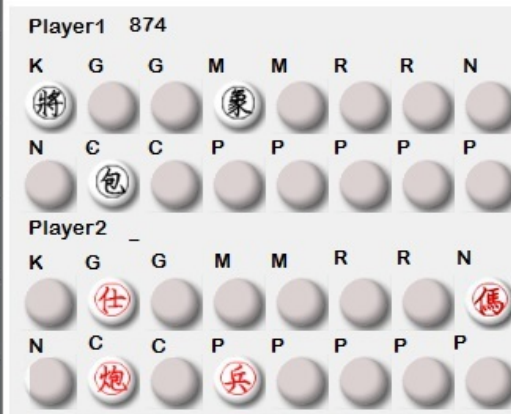 Player1 874
K G G M M R R N
將 象
N C C P P P P P
包
Player2 _
K G G M M R R N
仕 傌
N C C P P P P P
炮 兵